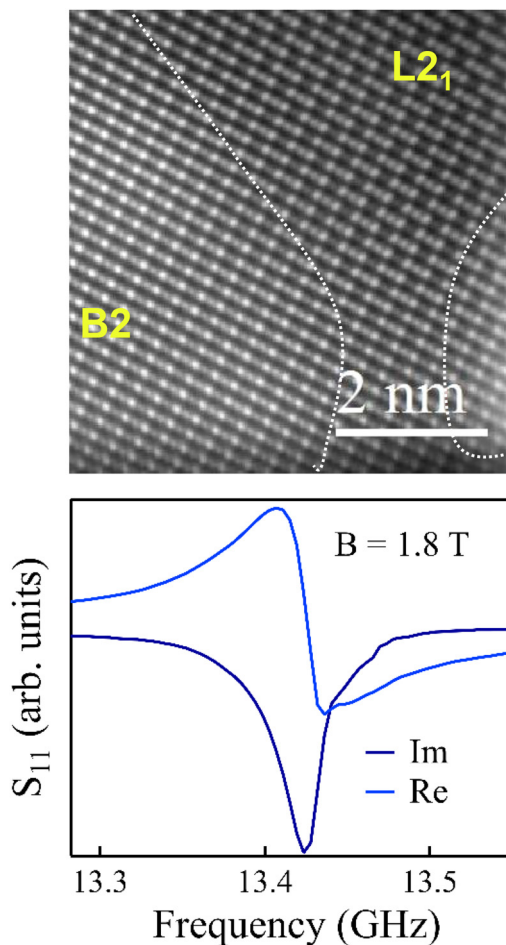 L2₁
B2
2 nm
B = 1.8 T
S₁₁ (arb. units)
Im
Re
13.3 13.4 13.5
Frequency (GHz)